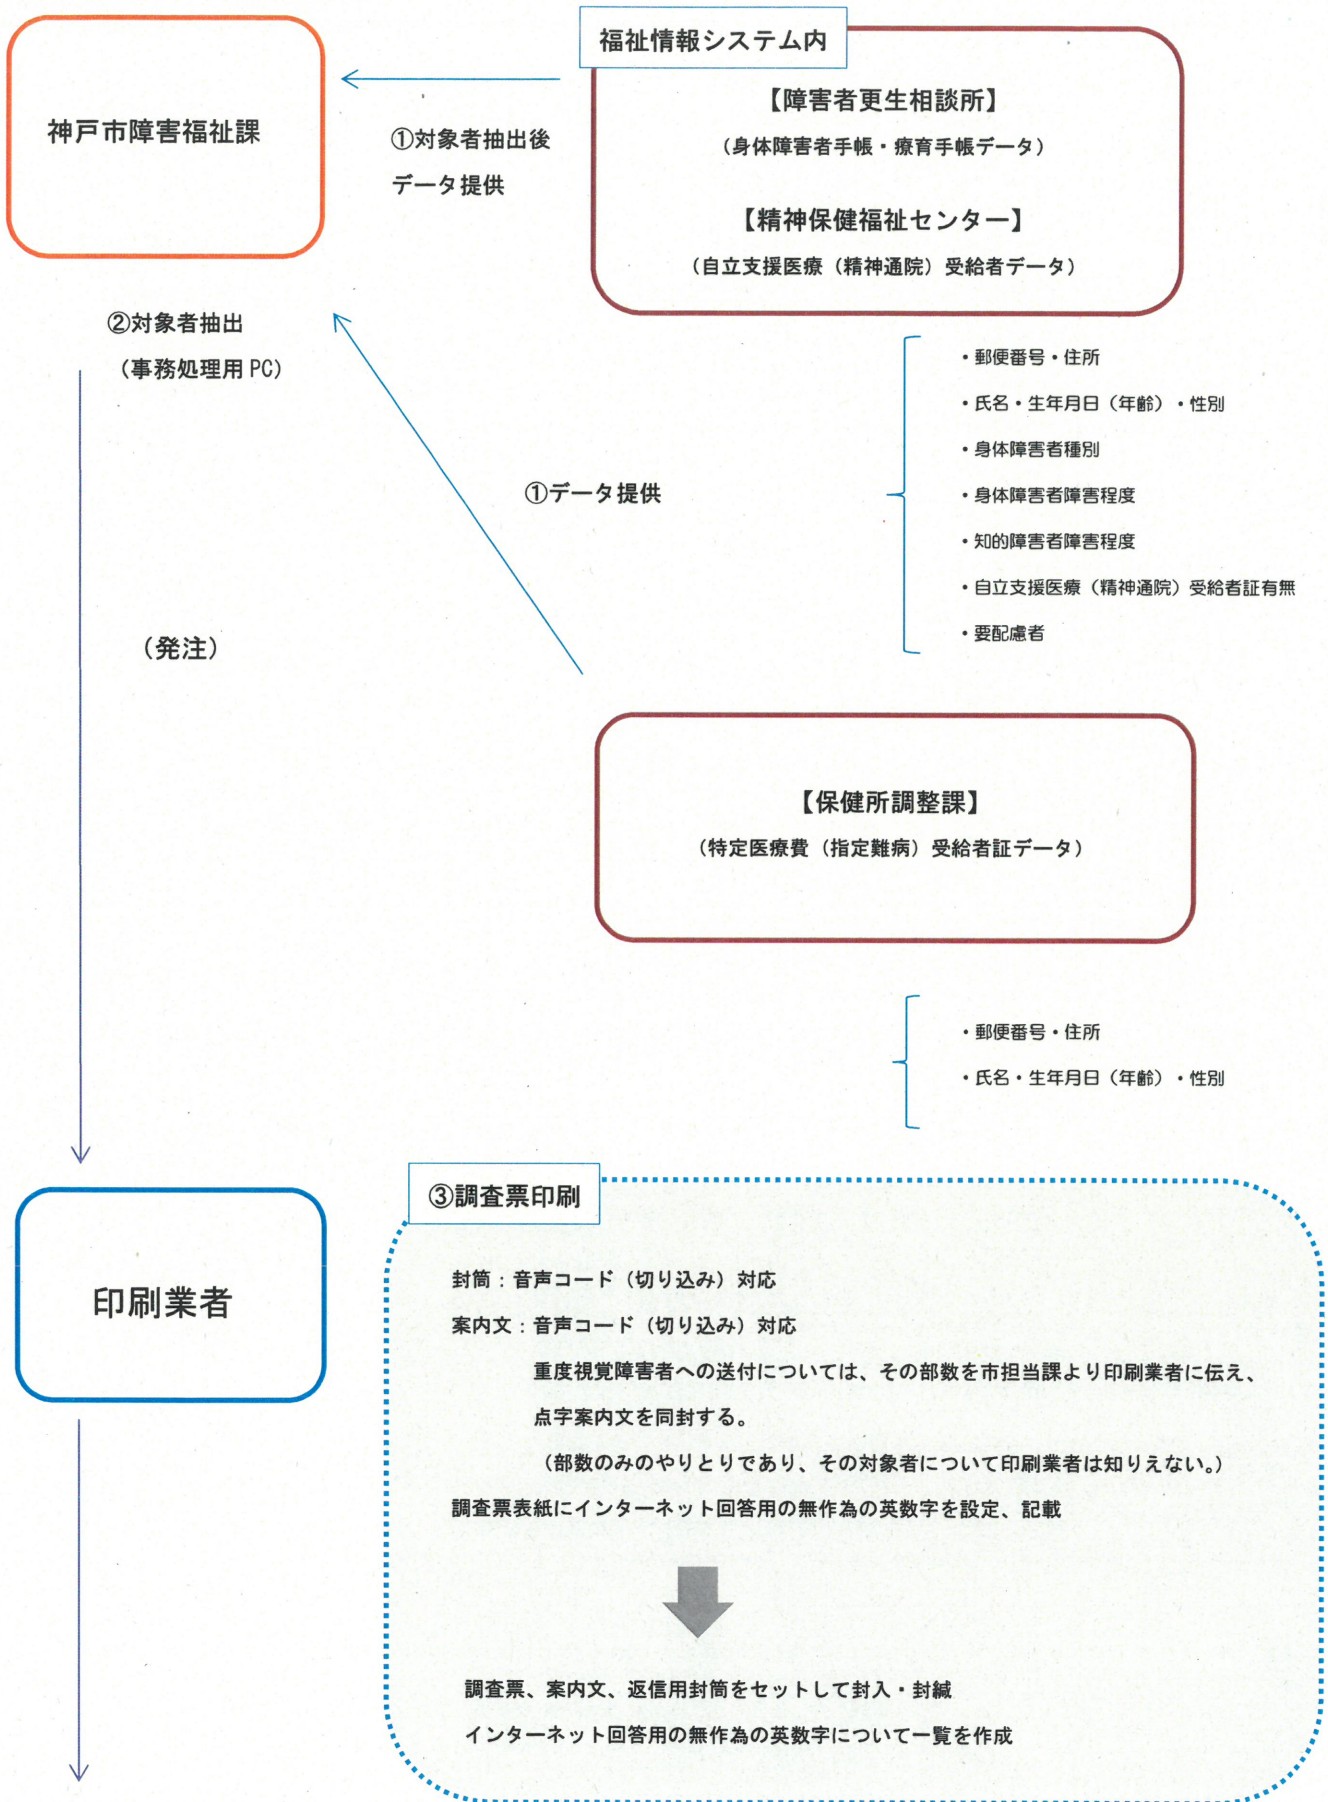 福祉情報システム内
神戸市障害福祉課
①対象者抽出後
データ提供
【障害者更生相談所】
(身体障害者手帳・療育手帳データ)
【精神保健福祉センター】
(自立支援医療(精神通院)受給者データ)
②対象者抽出
(事務処理用 PC)
・郵便番号・住所
・氏名・生年月日(年齢)・性別
・身体障害者種別
・身体障害者障害程度
・知的障害者障害程度
・自立支援医療(精神通院)受給者証有無
・要配慮者
①データ提供
(発注)
【保健所調整課】
(特定医療費(指定難病)受給者証データ)
・郵便番号・住所
・氏名・生年月日(年齢)・性別
印刷業者
③調査票印刷
封筒:音声コード(切り込み)対応
案内文:音声コード(切り込み)対応
重度視覚障害者への送付については、その部数を市担当課より印刷業者に伝え、
点字案内文を同封する。
(部数のみのやりとりであり、その対象者について印刷業者は知りえない。)
調査票表紙にインターネット回答用の無作為の英数字を設定、記載
調査票、案内文、返信用封筒をセットして封入・封緘
インターネット回答用の無作為の英数字について一覧を作成